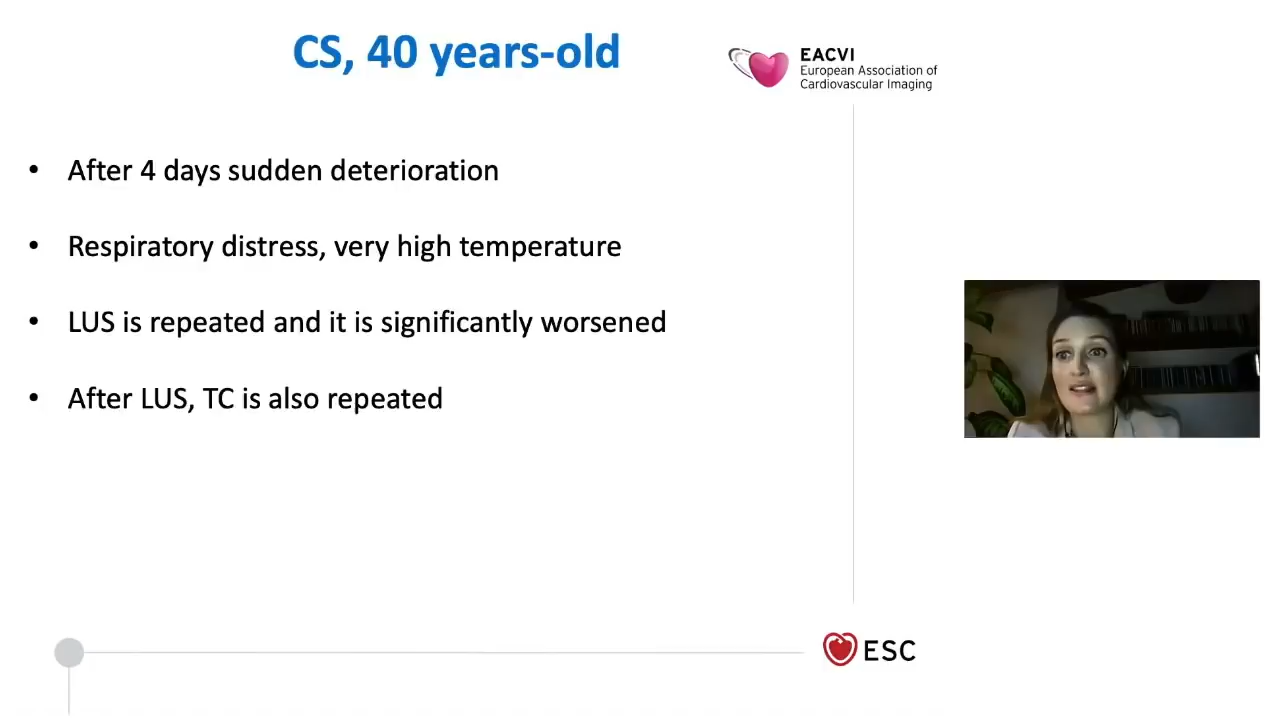 CS, 40 years-old
EACVI
European Association of
Cardiovascular Imaging
• After 4 days sudden deterioration
• Respiratory distress, very high temperature
• LUS is repeated and it is significantly worsened
• After LUS, TC is also repeated
ESC